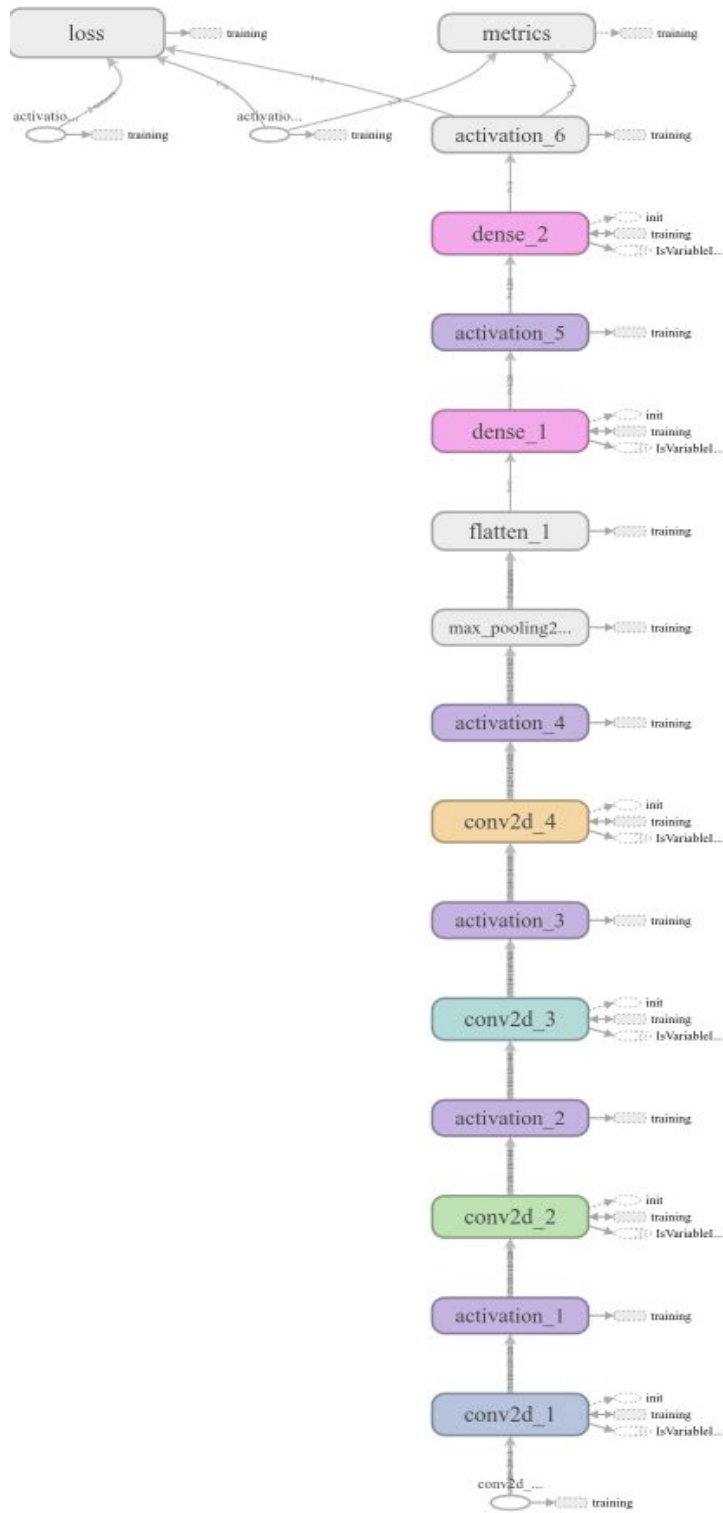 loss
training
metrics
training
activatio...
training
activatio...
training
activation_6
training
dense_2
init
training
IsVariableI...
activation_5
training
dense_1
init
training
IsVariableI...
flatten_1
training
max_pooling2...
training
activation_4
training
conv2d_4
init
training
IsVariableI...
activation_3
training
conv2d_3
init
training
IsVariableI...
activation_2
training
conv2d_2
init
training
IsVariableI...
activation_1
training
conv2d_1
init
training
IsVariableI...
conv2d_...
training